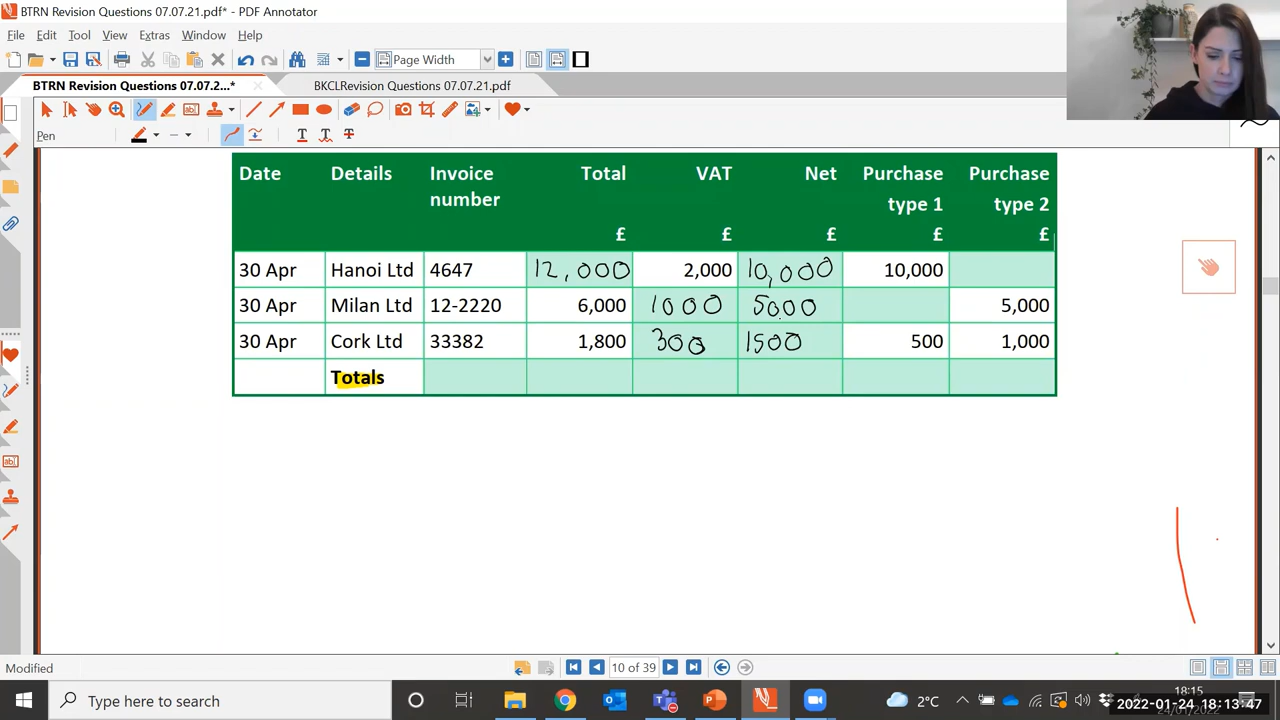 BTRN Revision Questions 07.07.21.pdf* - PDF Annotator
File Edit Tool View Extras Window Help
Page Width
BTRN Revision Questions 07.07.2...* BKCLRevision Questions 07.07.21.pdf
Pen
Date Details Invoice number Total £ VAT £ Net £ Purchase type 1 £ Purchase type 2 £
30 Apr Hanoi Ltd 4647 12,000 2,000 10,000 10,000
30 Apr Milan Ltd 12-2220 6,000 1000 5000 5,000
30 Apr Cork Ltd 33382 1,800 300 1500 500 1,000
Totals
Modified 10 of 39
Type here to search 2°C 18:15
2022-01-24 18:13:47